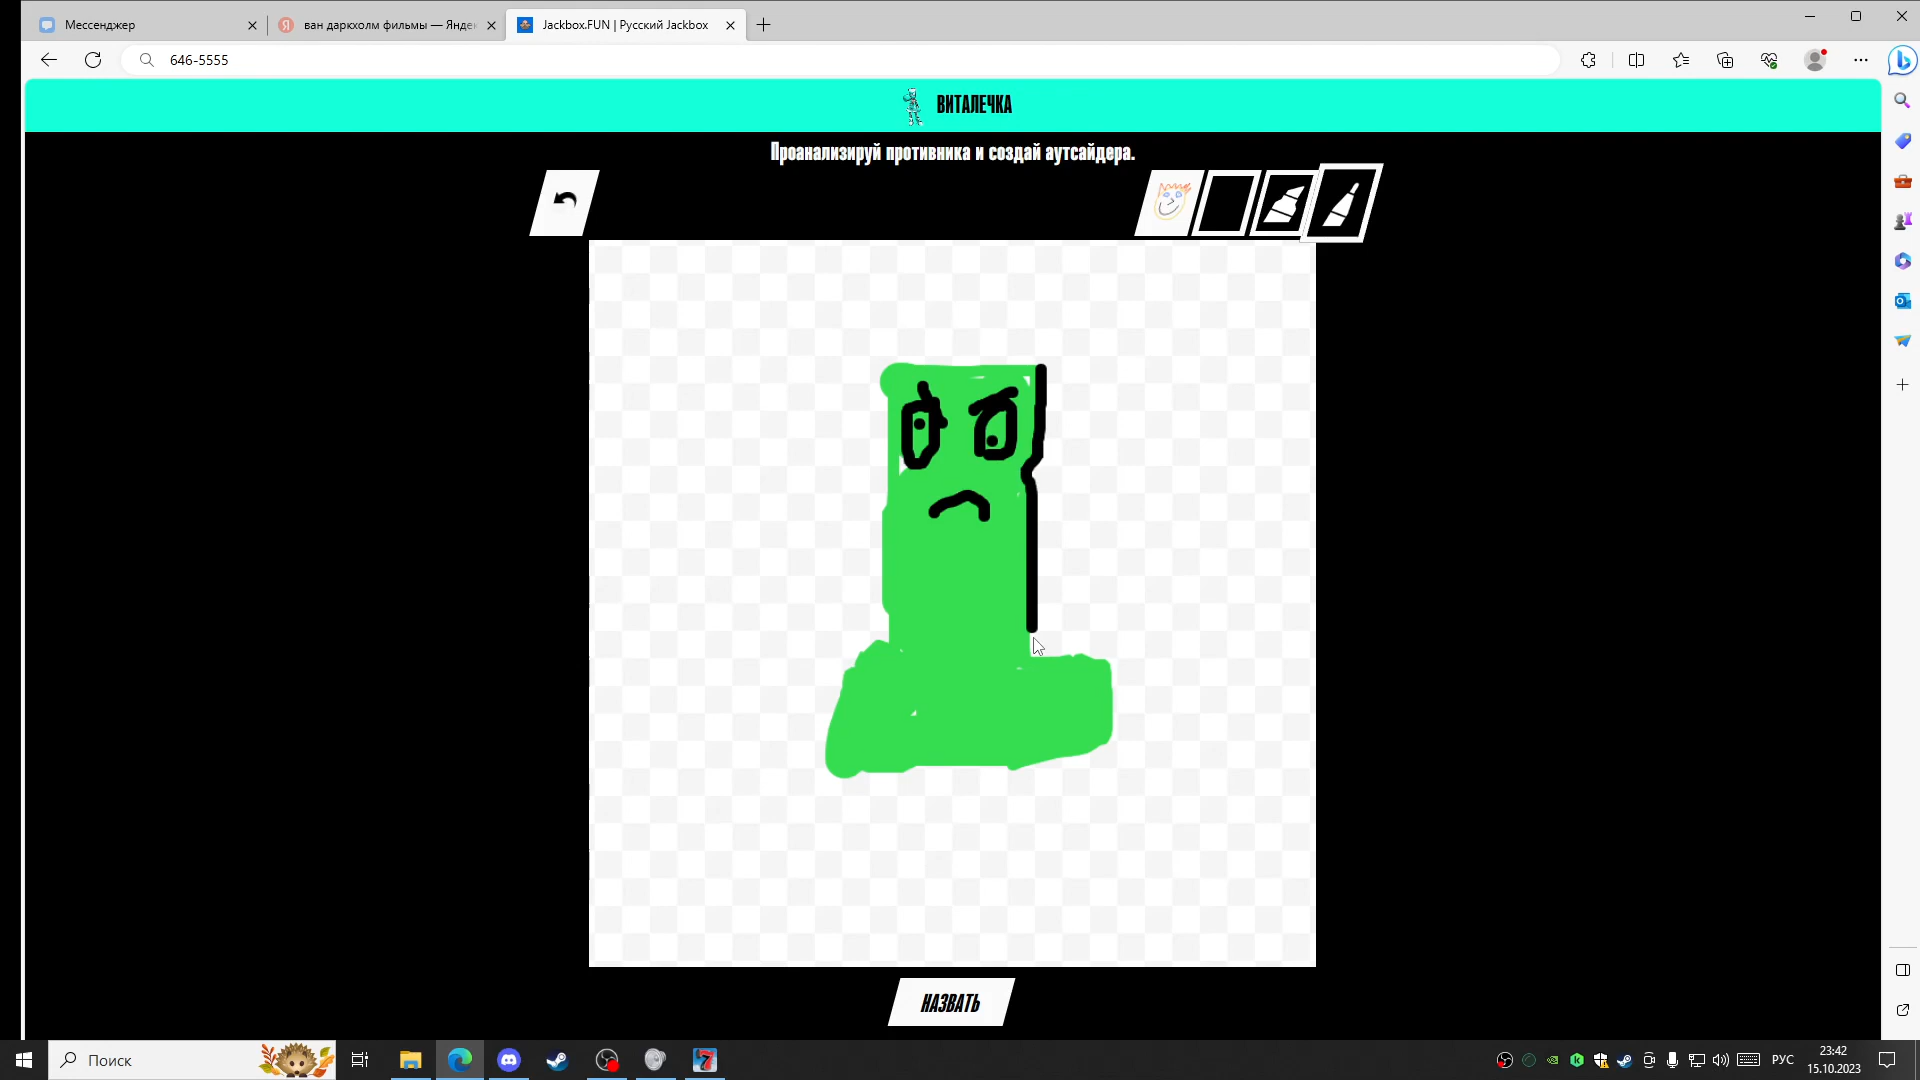 Мессенджер
ван даркхолм фильмы — Яндек
Jackbox.FUN | Русский Jackbox
646-5555
ВИТАЛЕЧКА
Проанализируй противника и создай аутсайдера.
НАЗВАТЬ
Поиск
РУС
23:42
15.10.2023